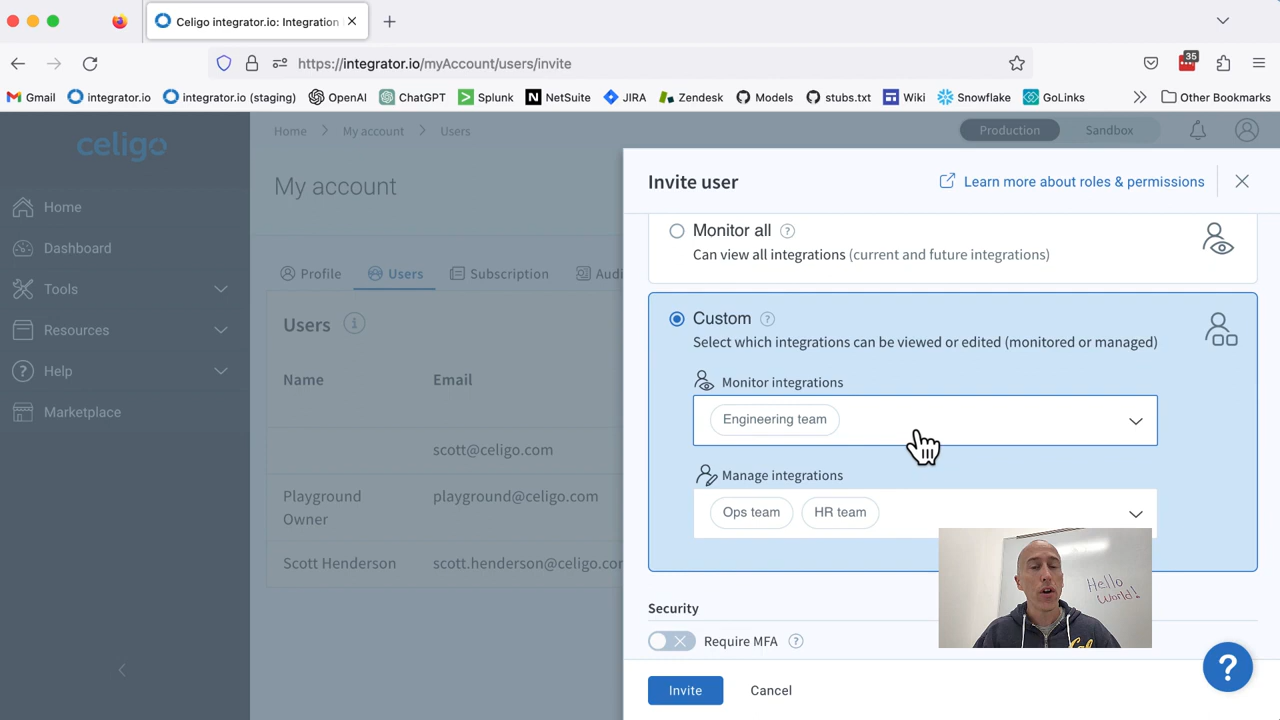 Celigo integrator.io: Integration
https://integrator.io/myAccount/users/invite
35
Gmail
integrator.io
integrator.io (staging)
OpenAI
ChatGPT
Splunk
NetSuite
JIRA
Zendesk
Models
stubs.txt
Wiki
Snowflake
GoLinks
Other Bookmarks
celigo
Home
Dashboard
Tools
Resources
Help
Marketplace
Home
My account
Users
Production
Sandbox
My account
Profile
Users
Subscription
Audi
Users
Name
Email
scott@celigo.com
Playground
Owner
playground@celigo.com
Scott Henderson
scott.henderson@celigo.cor
Invite user
Learn more about roles & permissions
Monitor all
Can view all integrations (current and future integrations)
Custom
Select which integrations can be viewed or edited (monitored or managed)
Monitor integrations
Engineering team
Manage integrations
Ops team
HR team
Hello
World!
Security
Require MFA
Invite
Cancel